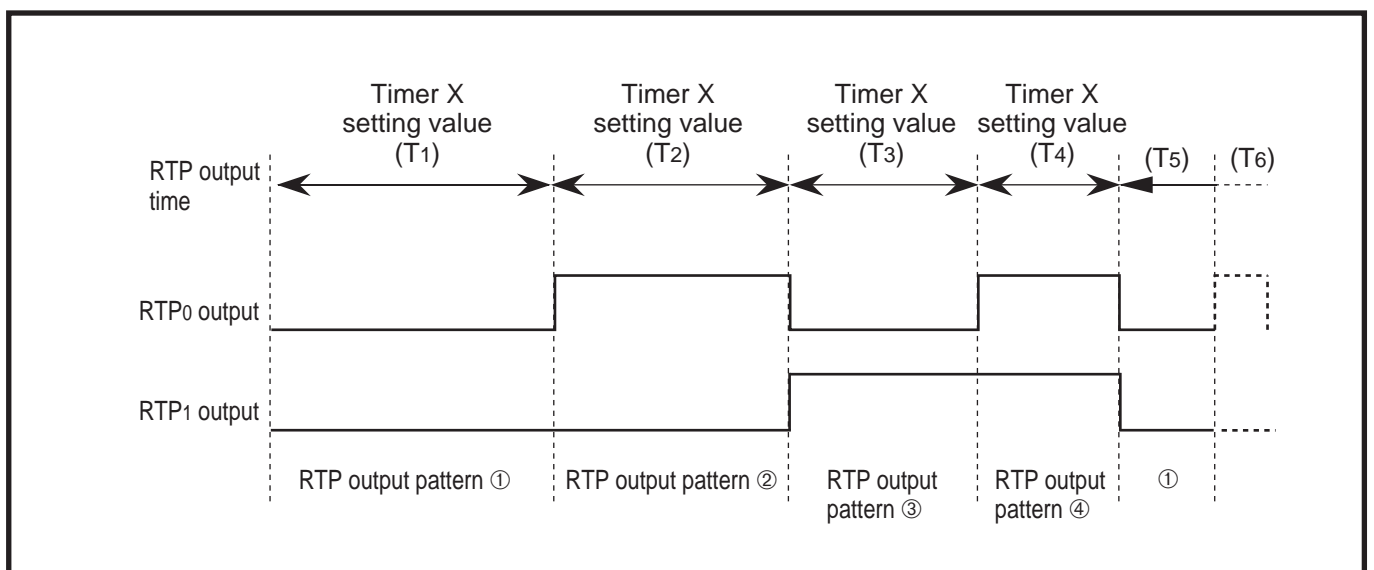 Timer X
setting value
(T1)
Timer X
setting value
(T2)
Timer X
setting value
(T3)
Timer X
setting value
(T4)
(T5)
(T6)
RTP output
time
RTP0 output
RTP1 output
RTP output pattern ①
RTP output pattern ②
RTP output
pattern ③
RTP output
pattern ④
①